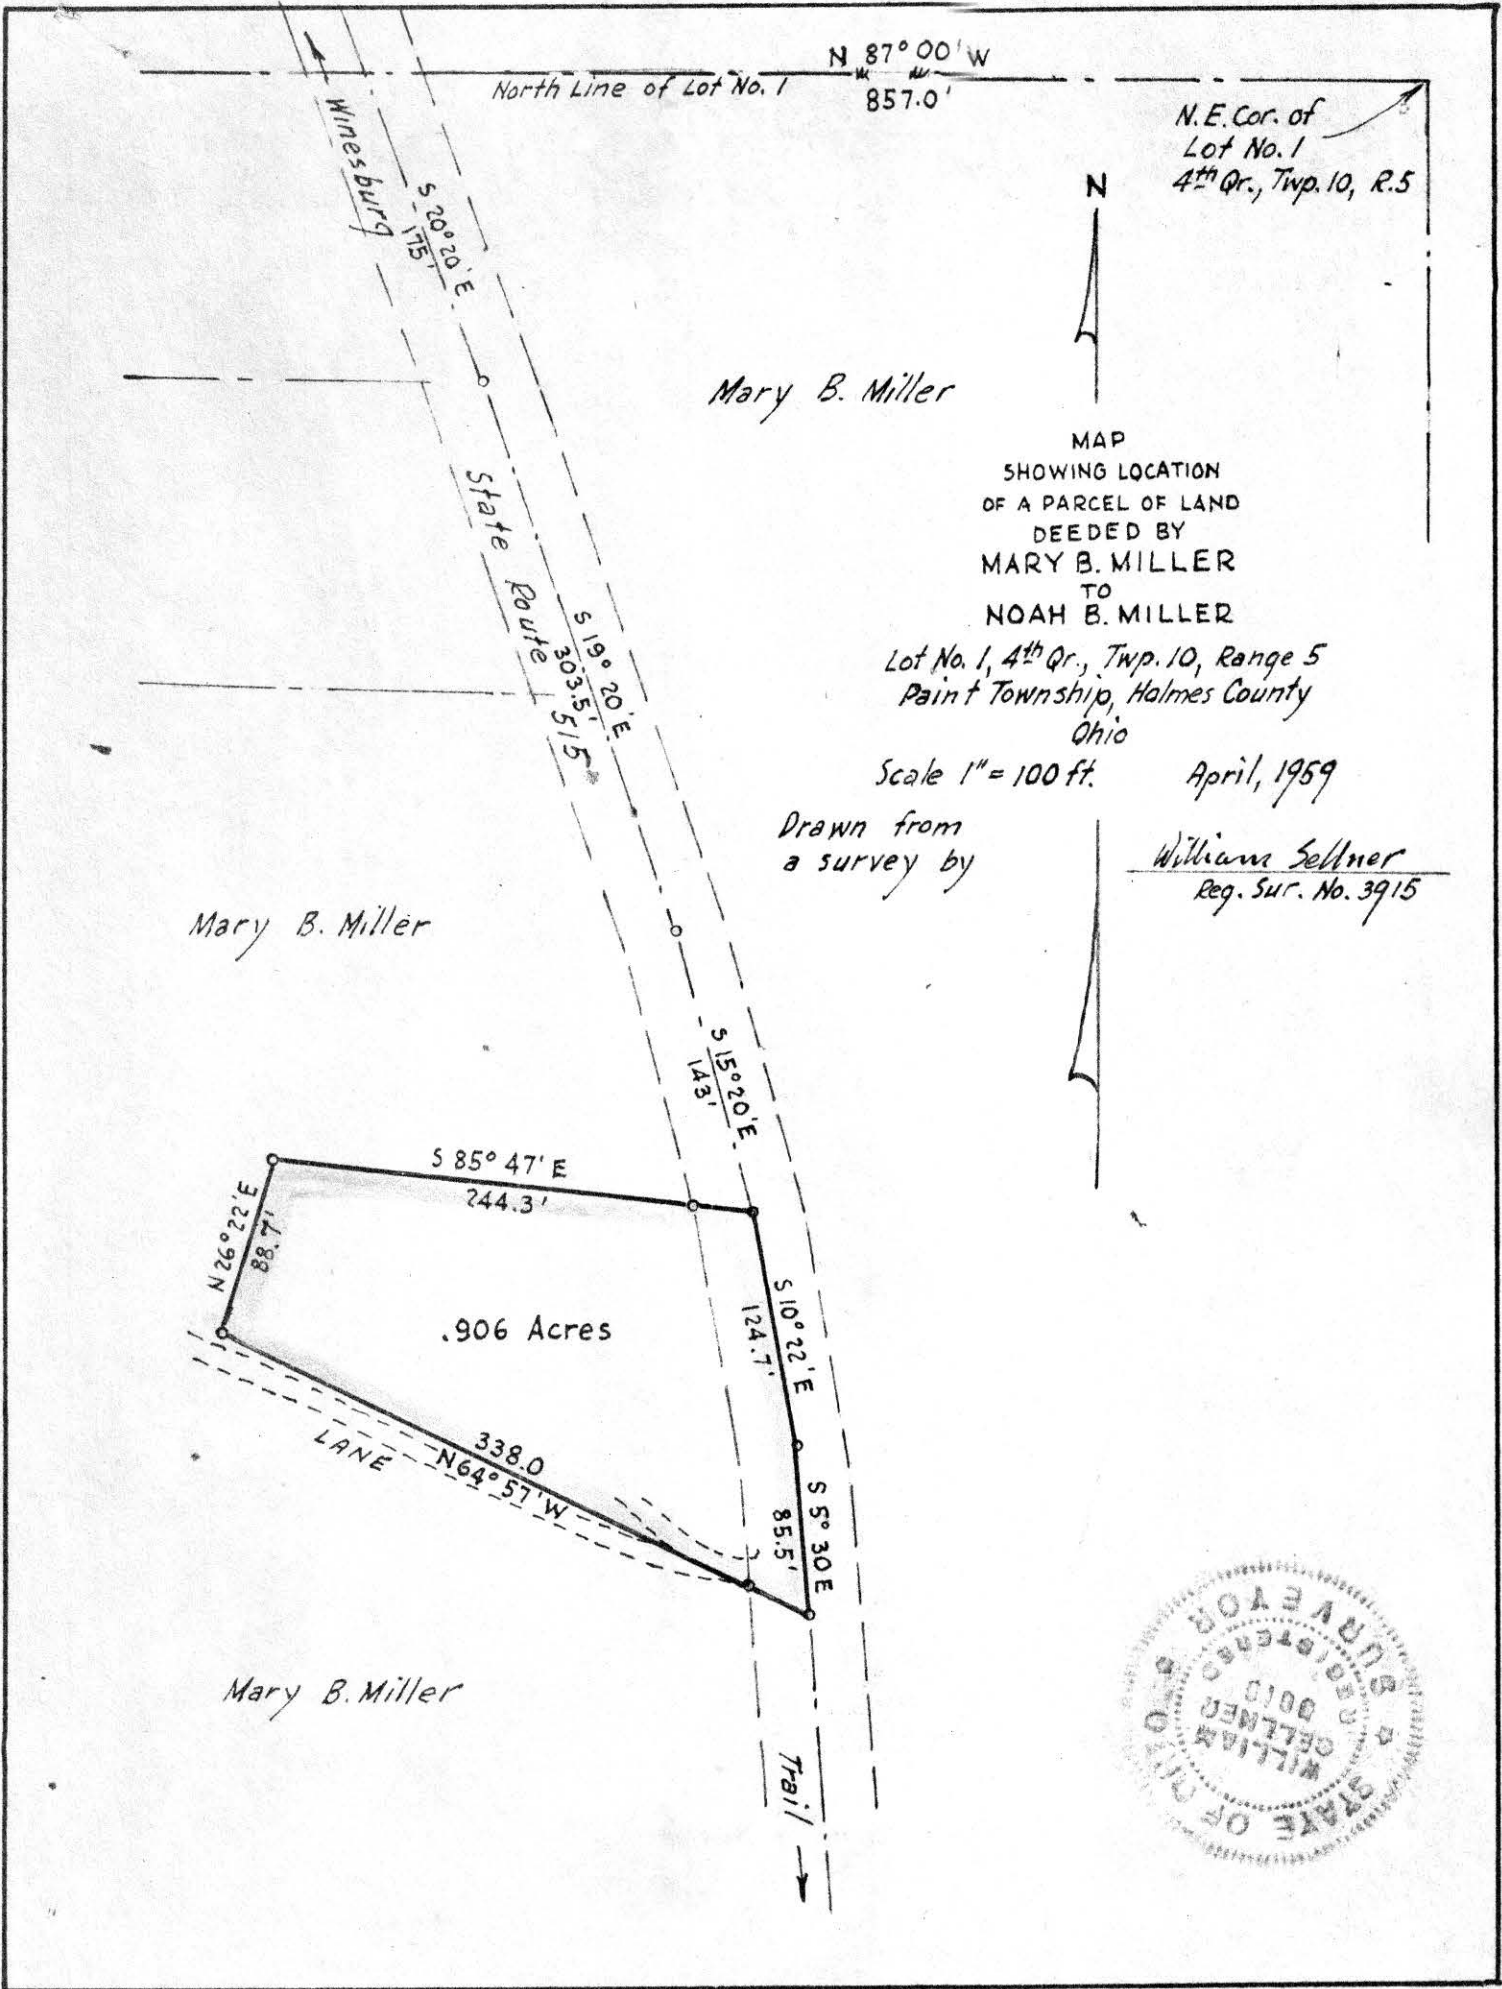 N 87° 00' W
North Line of Lot No. 1
857.0'
N.E. Cor. of
Lot No. 1
4th Qr., Twp. 10, R.5
Winesburg
S 20° 20' E
175'
N
Mary B. Miller
MAP
SHOWING LOCATION
OF A PARCEL OF LAND
DEEDED BY
MARY B. MILLER
TO
NOAH B. MILLER
Lot No. 1, 4th Qr., Twp. 10, Range 5
Paint Township, Holmes County
Ohio
Scale 1" = 100 ft.
April, 1959
Drawn from
a survey by
William Sellner
Reg. Sur. No. 3915
State Route 515
S 19° 20' E
303.5'
Mary B. Miller
S 15° 20' E
143'
S 85° 47' E
244.3'
N 26° 22' E
88.7'
.906 Acres
S 10° 22' E
124.7'
338.0
N 64° 57' W
LANE
S 5° 30 E
85.5'
Mary B. Miller
Trail
STATE OF OHIO
SURVEYOR
REGISTERED
WILLIAM
SELLNER